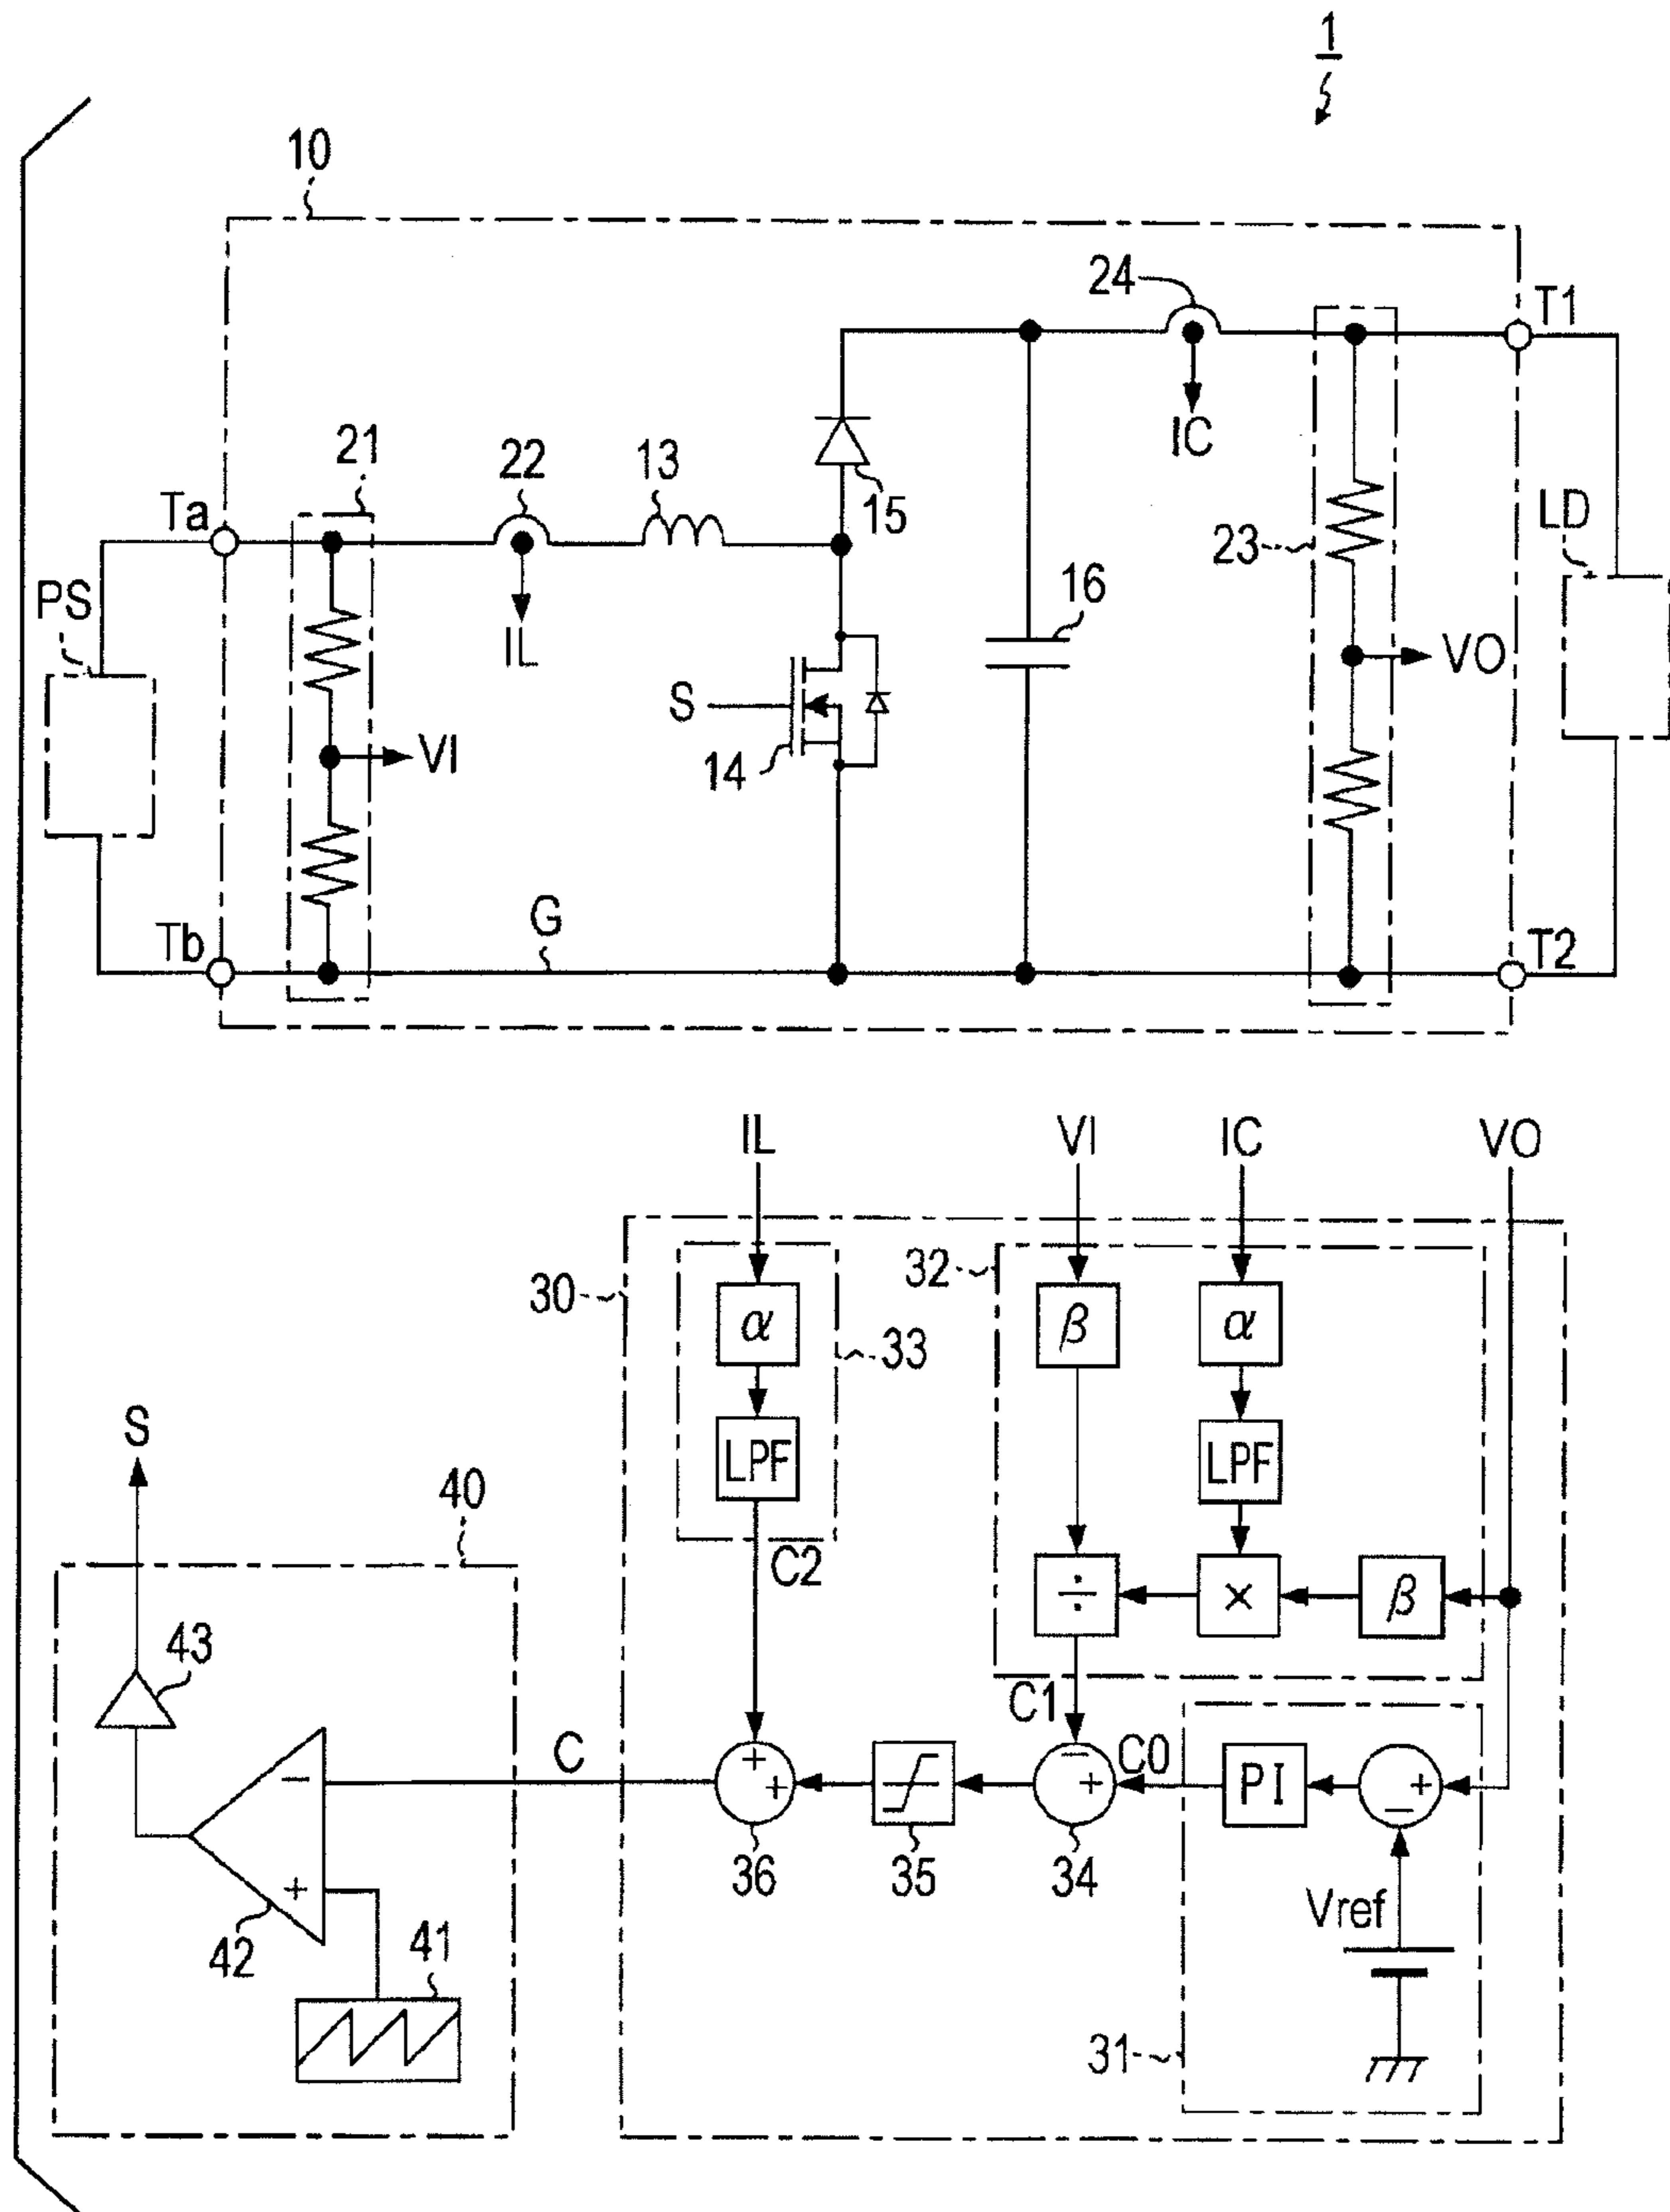 1
10
24
T1
IC
21
22
13
15
Ta
LD
23
PS
16
IL
VO
S
VI
14
G
Tb
T2
IL
VI
IC
VO
32
30
β
α
α
33
S
LPF
LPF
40
C2
÷
×
β
43
C1
C
C0
−
+
+
−
+
PI
+
−
−
36
35
34
+
Vref
42
41
31